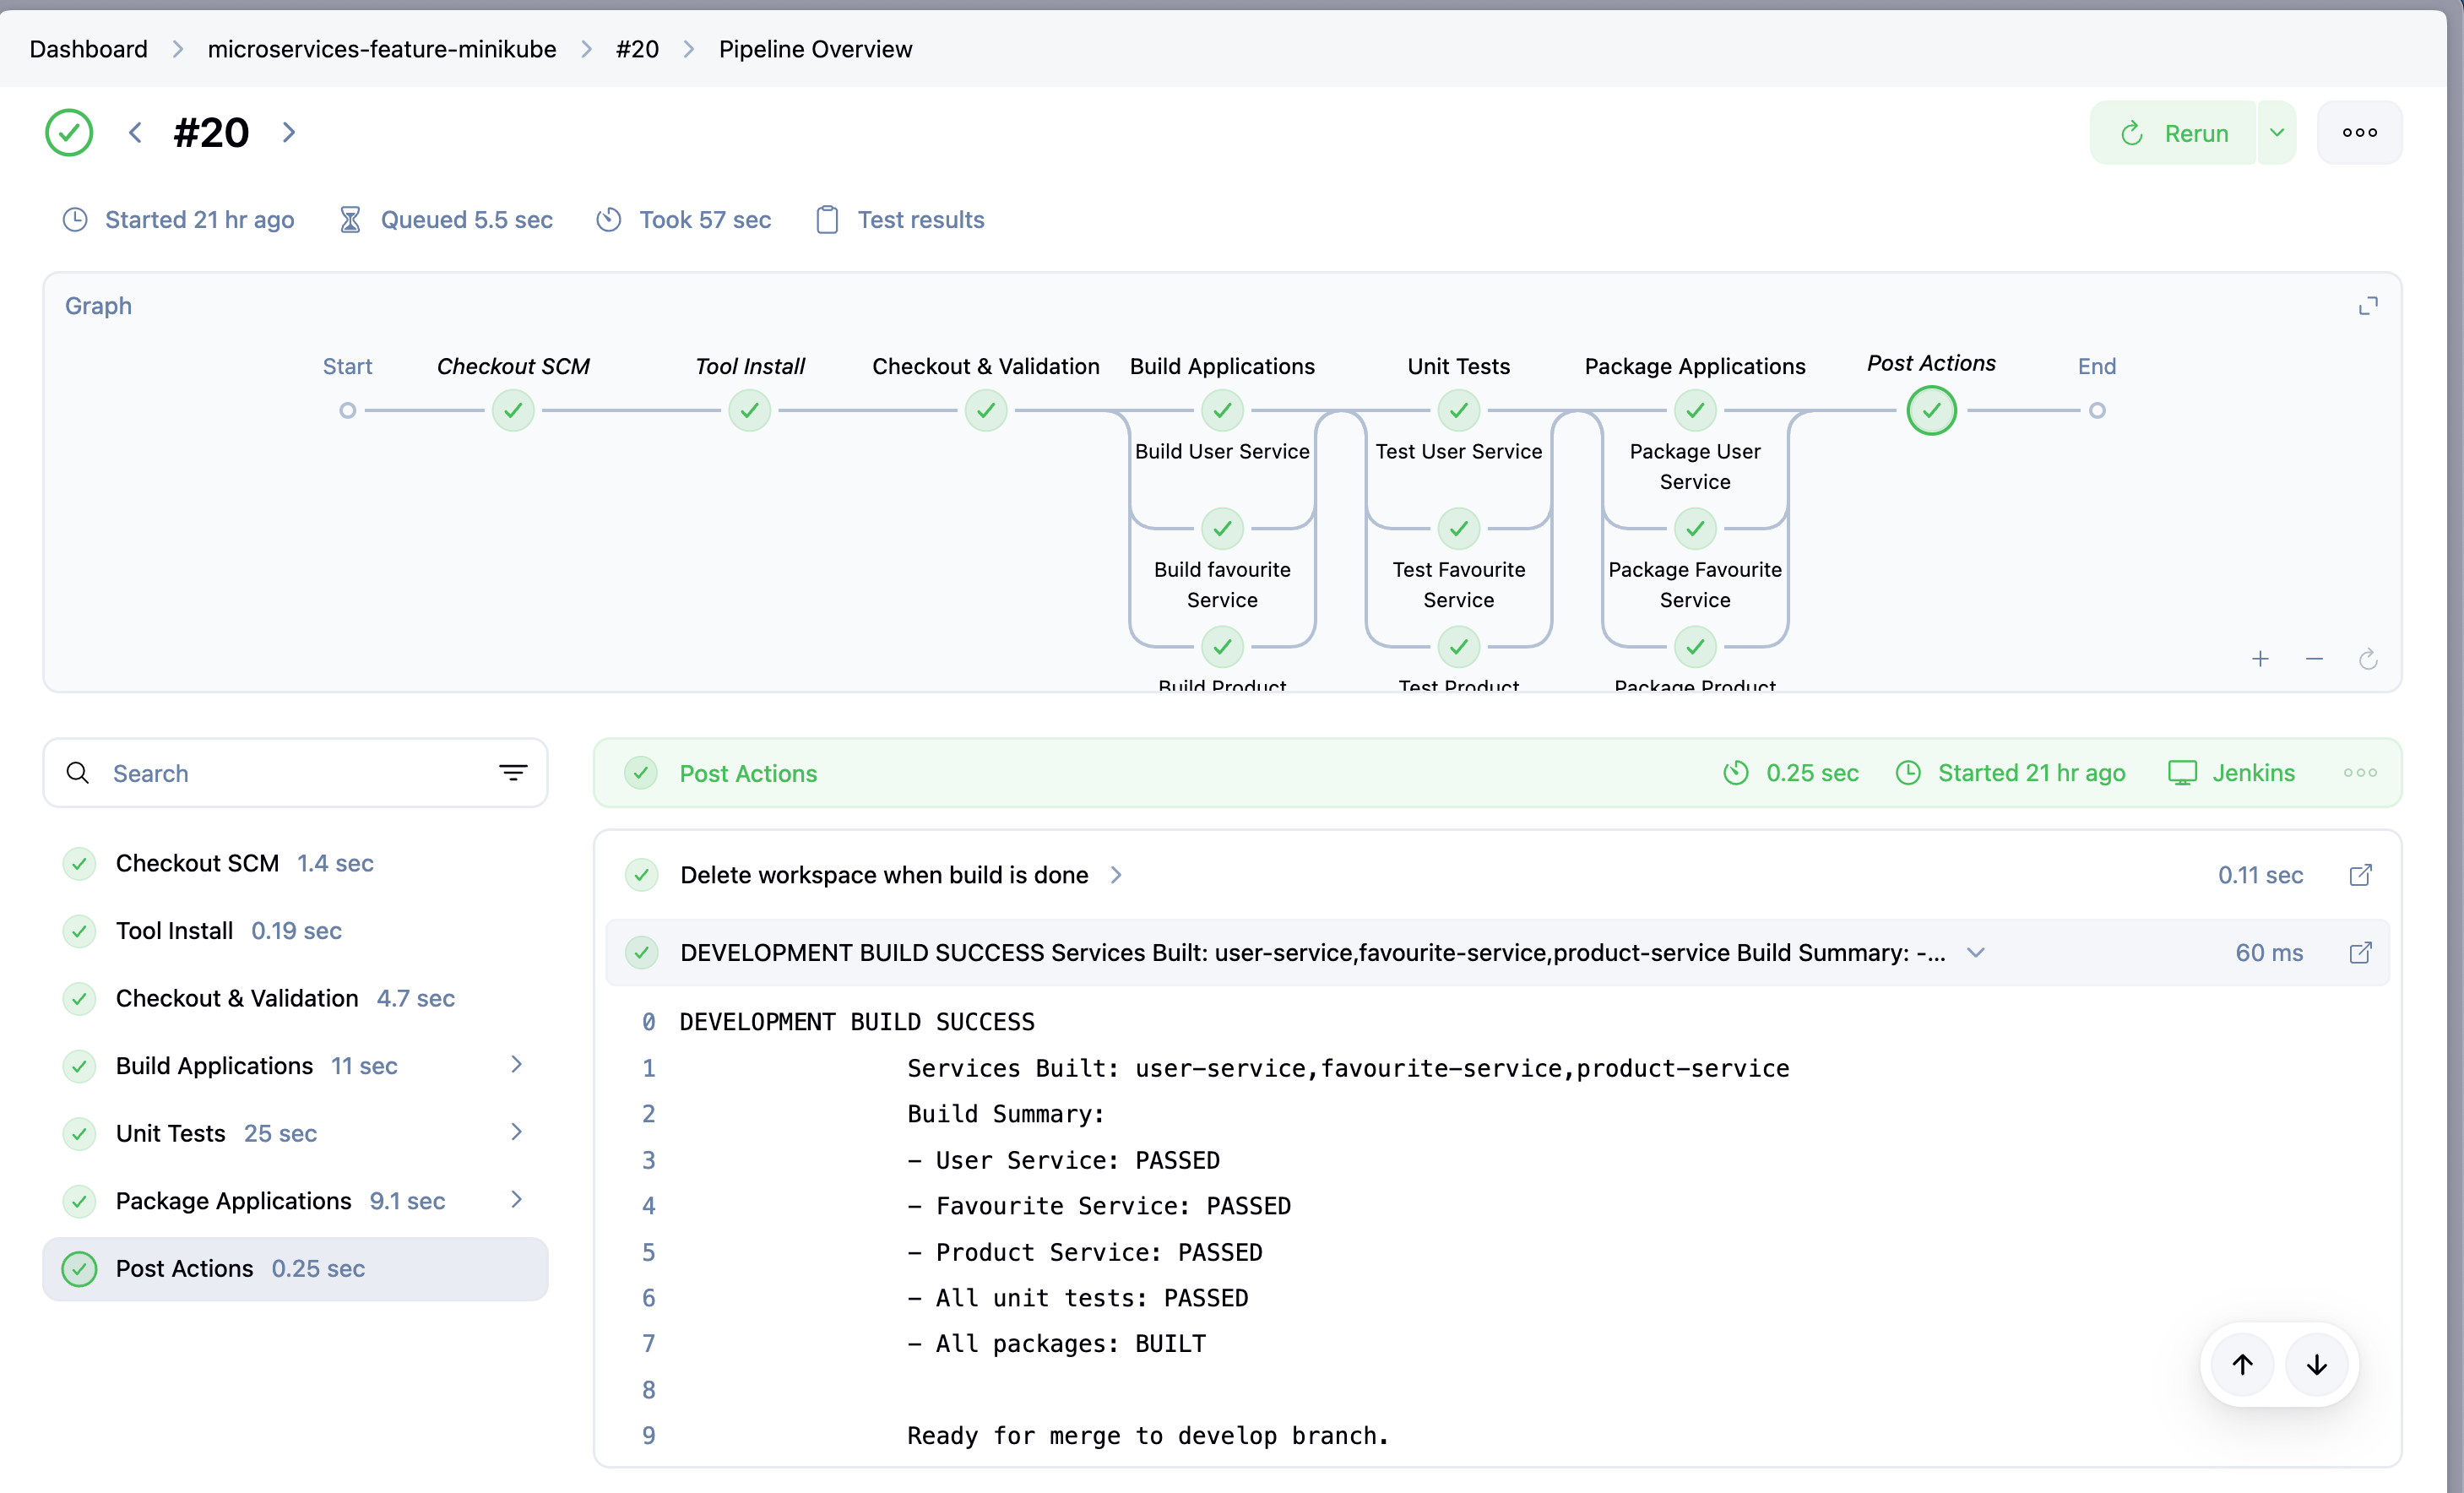 Dashboard > microservices-feature-minikube > #20 > Pipeline Overview
#20
Rerun
Started 21 hr ago Queued 5.5 sec Took 57 sec Test results
Graph
Start Checkout SCM Tool Install Checkout & Validation Build Applications Unit Tests Package Applications Post Actions End
Build User Service Test User Service Package User
Service
Build favourite Test Favourite Package Favourite
Service Service Service
Build Product Test Product Package Product
Search
Post Actions 0.25 sec Started 21 hr ago Jenkins
Checkout SCM 1.4 sec
Tool Install 0.19 sec
Checkout & Validation 4.7 sec
Build Applications 11 sec
Unit Tests 25 sec
Package Applications 9.1 sec
Post Actions 0.25 sec
Delete workspace when build is done 0.11 sec
DEVELOPMENT BUILD SUCCESS Services Built: user-service,favourite-service,product-service Build Summary: -... 60 ms
0 DEVELOPMENT BUILD SUCCESS
1 Services Built: user-service,favourite-service,product-service
2 Build Summary:
3 - User Service: PASSED
4 - Favourite Service: PASSED
5 - Product Service: PASSED
6 - All unit tests: PASSED
7 - All packages: BUILT
8
9 Ready for merge to develop branch.